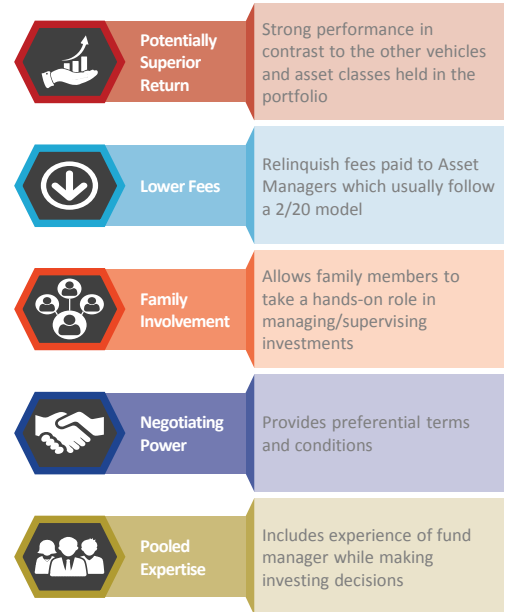 Potentially
Superior
Return
Strong performance in
contrast to the other vehicles
and asset classes held in the
portfolio
Lower Fees
Relinquish fees paid to Asset
Managers which usually follow
a 2/20 model
Family
Involvement
Allows family members to
take a hands-on role in
managing/supervising
investments
Negotiating
Power
Provides preferential terms
and conditions
Pooled
Expertise
Includes experience of fund
manager while making
investing decisions